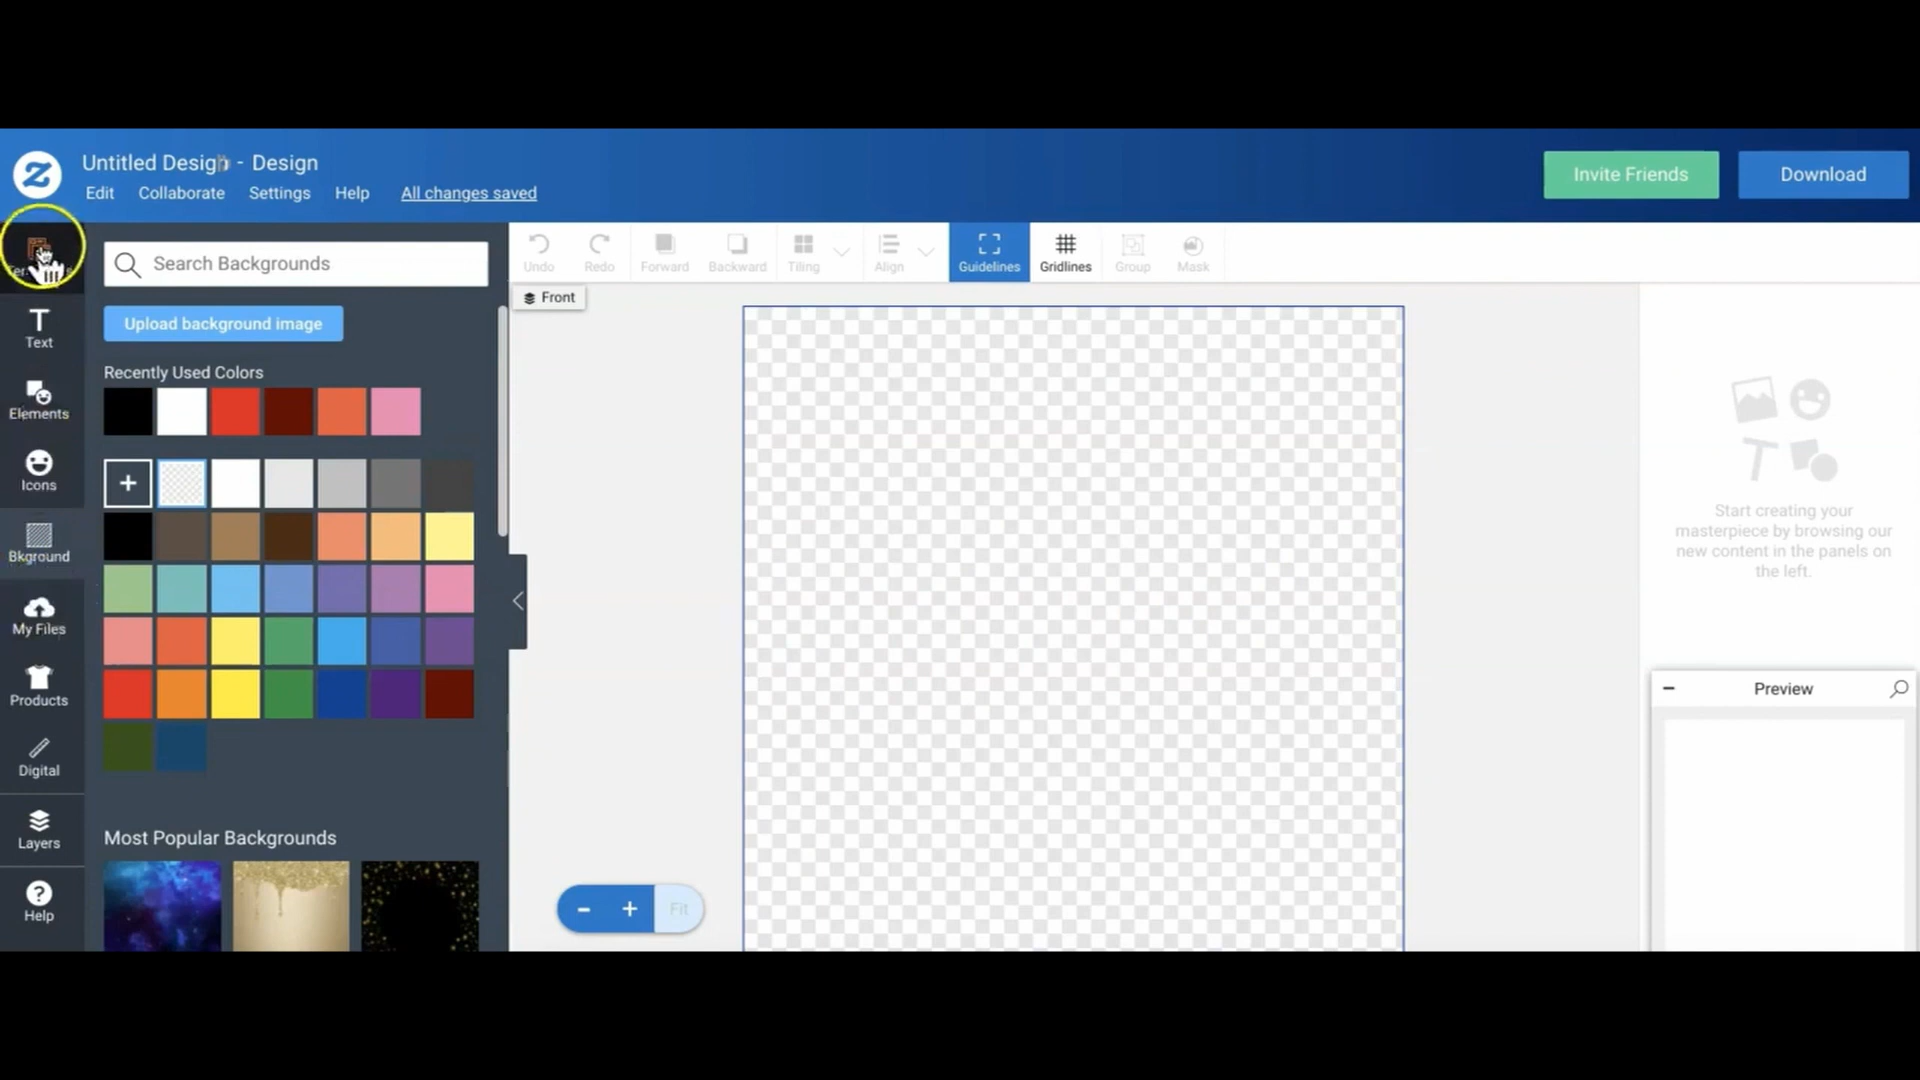 Untitled Design - Design
Edit Collaborate Settings Help All changes saved
Invite Friends
Download
Search Backgrounds
Undo Redo Forward Backward Tiling Align Guidelines Gridlines Group Mask
Front
Upload background image
Text
Recently Used Colors
Elements
Icons
Bkground
My Files
Products
Digital
Layers
Help
Most Popular Backgrounds
Fit
Start creating your
masterpiece by browsing our
new content in the panels on
the left.
Preview